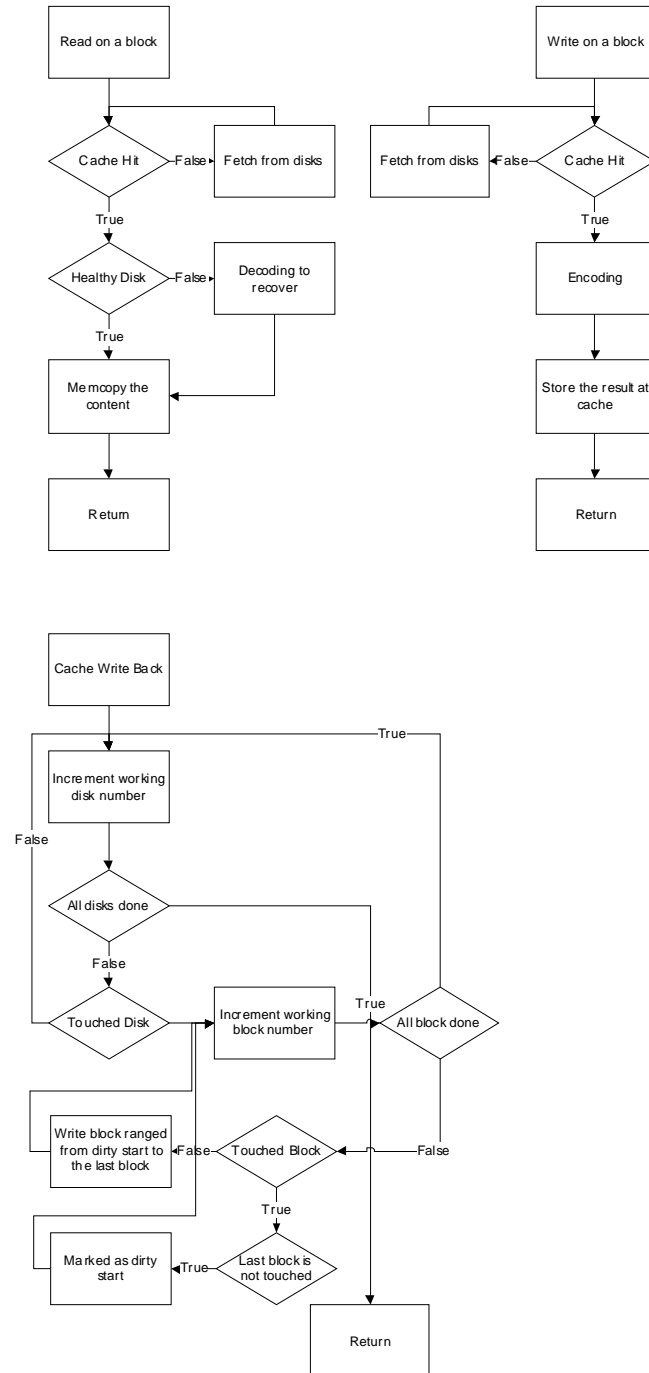 Read on a block
Cache Hit
False
Fetch from disks
True
Healthy Disk
False
Decoding to
recover
True
Memcopy the
content
Return
Write on a block
Fetch from disks
False
Cache Hit
True
Encoding
Store the result at
cache
Return
Cache Write Back
True
Increment working
disk number
False
All disks done
False
Touched Disk
Increment working
block number
True
All block done
Write block ranged
from dirty start to
the last block
False
Touched Block
False
True
Marked as dirty
start
True
Last block is
not touched
Return